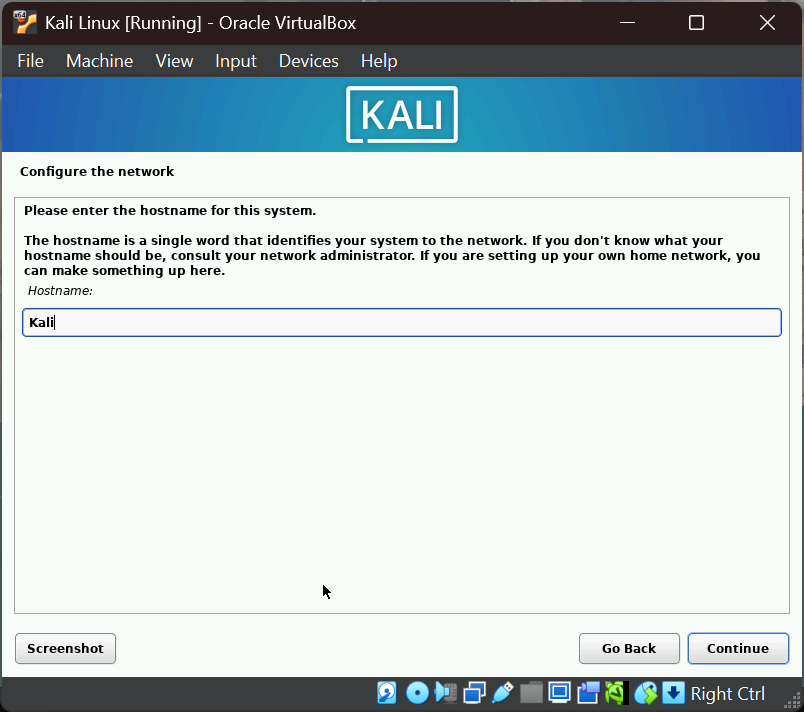 Kali Linux [Running] - Oracle VirtualBox
File Machine View Input Devices Help
KALI
Configure the network
Please enter the hostname for this system.
The hostname is a single word that identifies your system to the network. If you don't know what your
hostname should be, consult your network administrator. If you are setting up your own home network, you
can make something up here.
Hostname:
Kali
Screenshot Go Back Continue
Right Ctrl